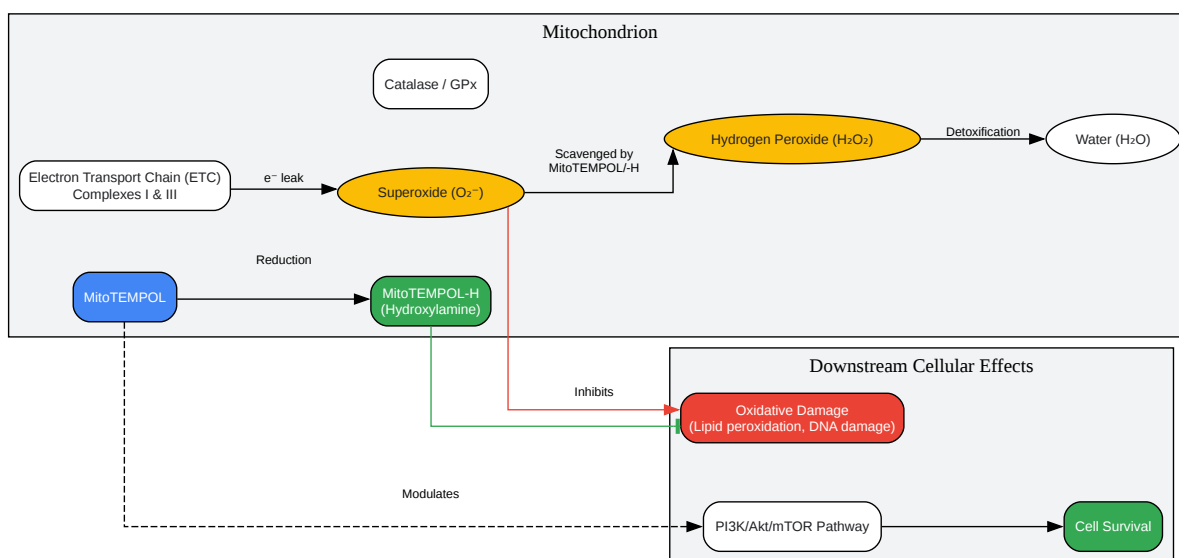 Mitochondrion
Catalase / GPx
Hydrogen Peroxide (H₂O₂)
Detoxification
Water (H₂O)
Scavenged by
MitoTEMPOL/-H
Electron Transport Chain (ETC)
Complexes I & III
e⁻ leak
Superoxide (O₂⁻)
Reduction
MitoTEMPOL
MitoTEMPOL-H
(Hydroxylamine)
Downstream Cellular Effects
Inhibits
Oxidative Damage
(Lipid peroxidation, DNA damage)
Modulates
PI3K/Akt/mTOR Pathway
Cell Survival